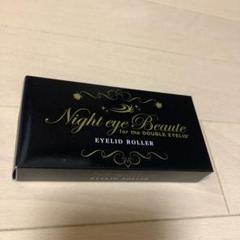 Night eye Beaute
for the DOUBLE EYELID
EYELID ROLLER